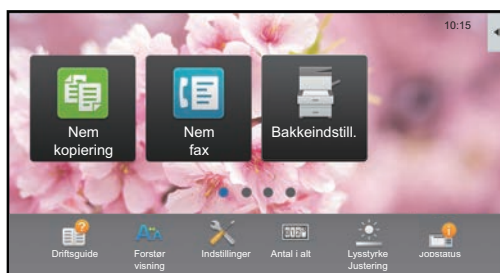 10:15
Nem
kopiering
Nem
fax
Bakkeindstill.
Driftsguide
Forstør
visning
Indstillinger
Antal i alt
Lysstyrke
Justering
Jobstatus